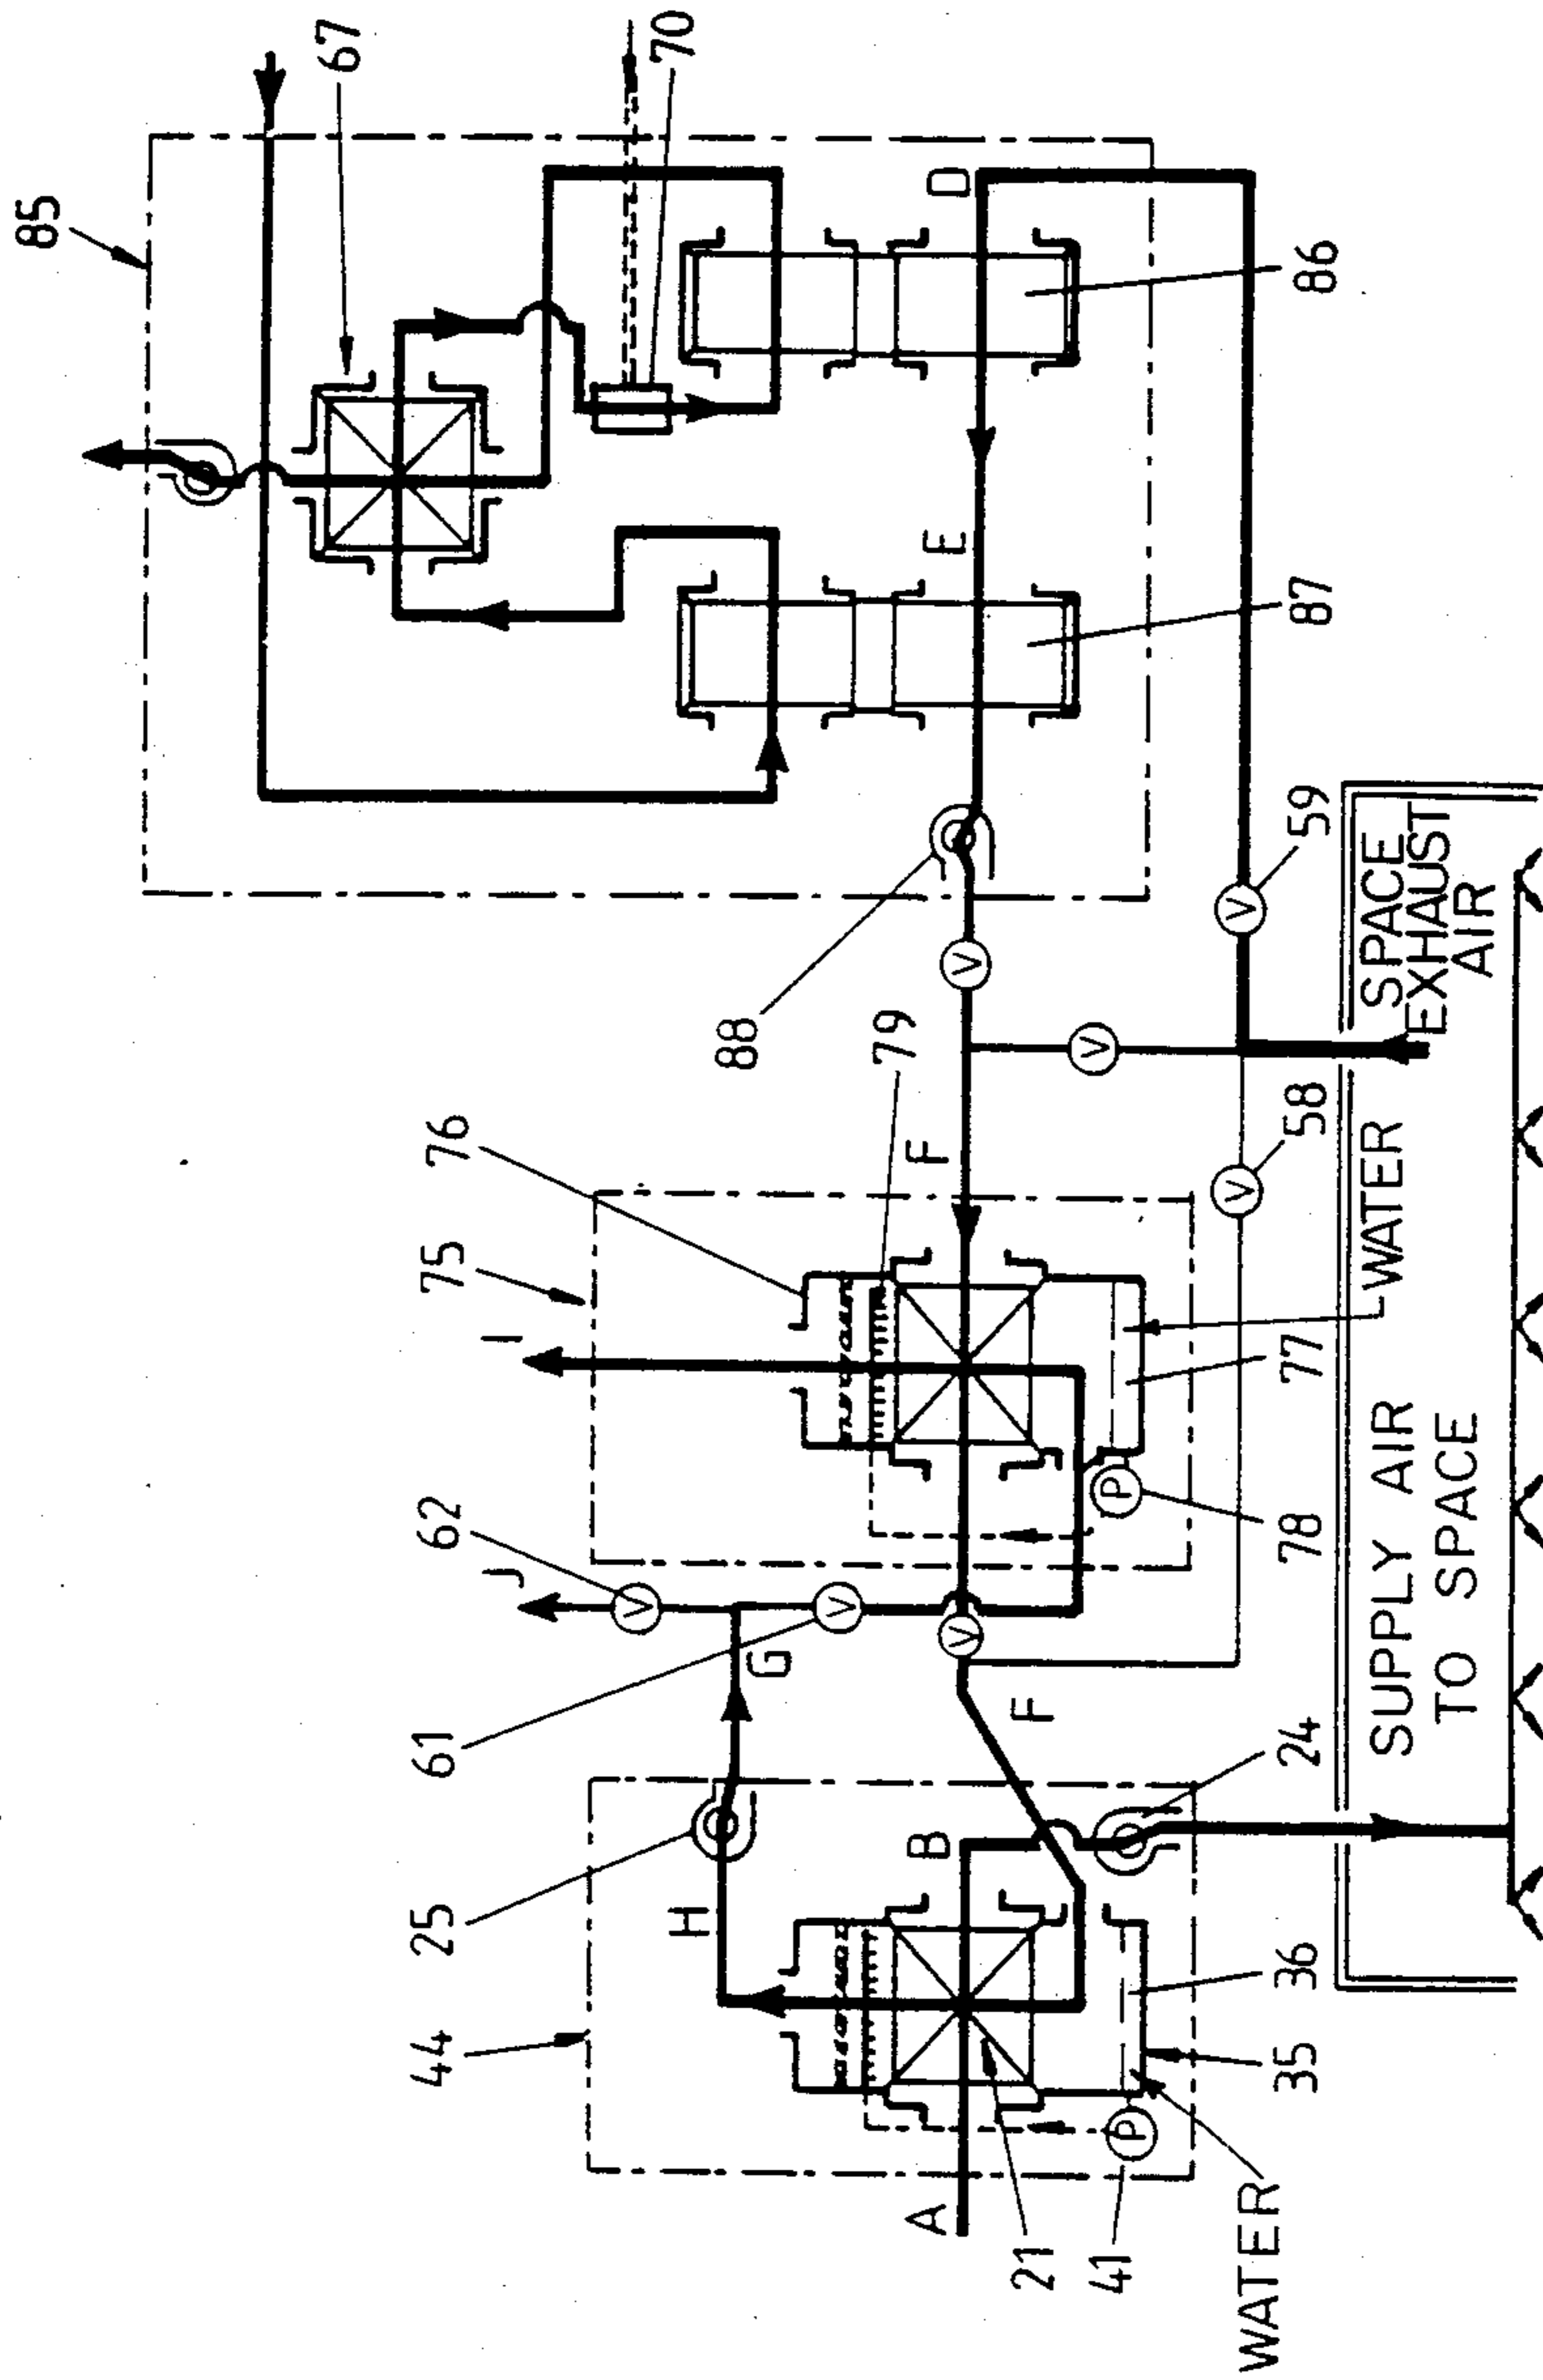 85
67
70
D
86
E
87
88
79
F
76
75
I
59
SPACE
EXHAUST
AIR
58
WATER
77
78
62
J
61
G
F
SUPPLY AIR
TO SPACE
25
H
B
24
44
36
35
A
21
41
WATER
V
V
V
V
V
V
V
P
P